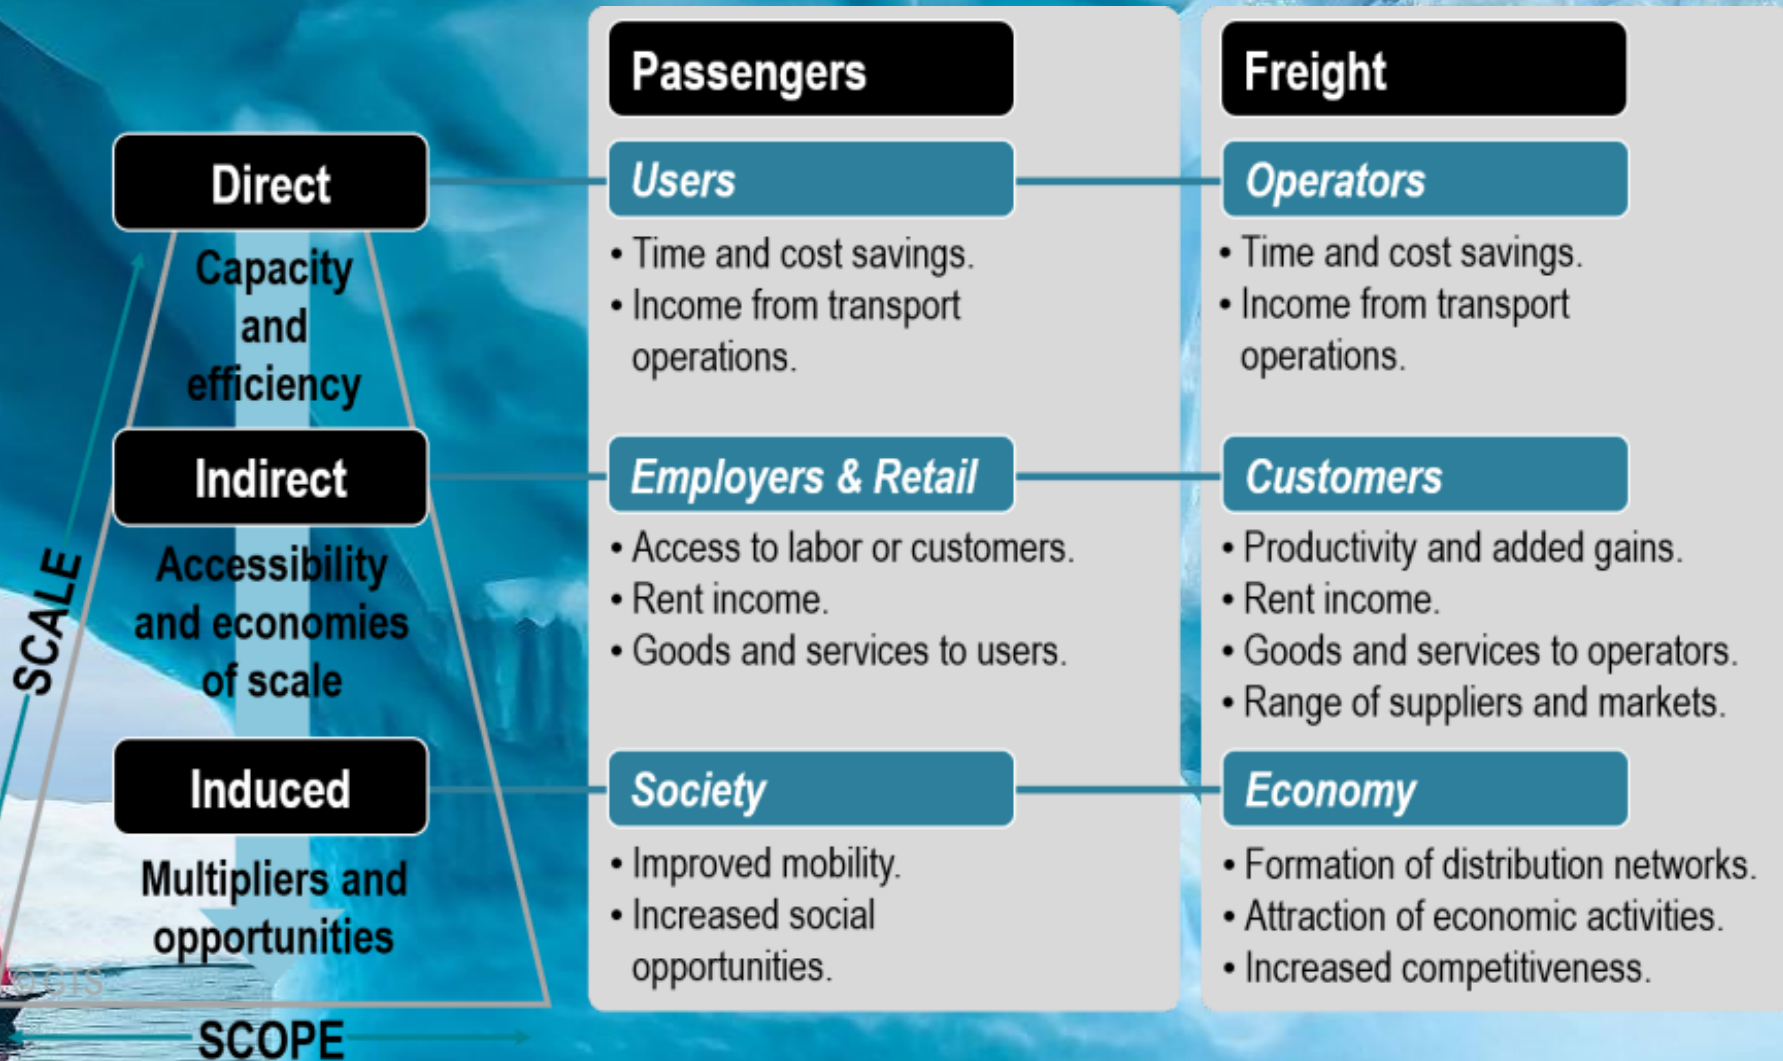 Passengers
Freight
Direct
Users
Operators
Capacity
and
efficiency
• Time and cost savings.
• Income from transport
operations.
• Time and cost savings.
• Income from transport
operations.
Indirect
Employers & Retail
Customers
Accessibility
and economies
of scale
• Access to labor or customers.
• Rent income.
• Goods and services to users.
• Productivity and added gains.
• Rent income.
• Goods and services to operators.
• Range of suppliers and markets.
SCALE
Induced
Society
Economy
Multipliers and
opportunities
• Improved mobility.
• Increased social
opportunities.
• Formation of distribution networks.
• Attraction of economic activities.
• Increased competitiveness.
© GTS
SCOPE